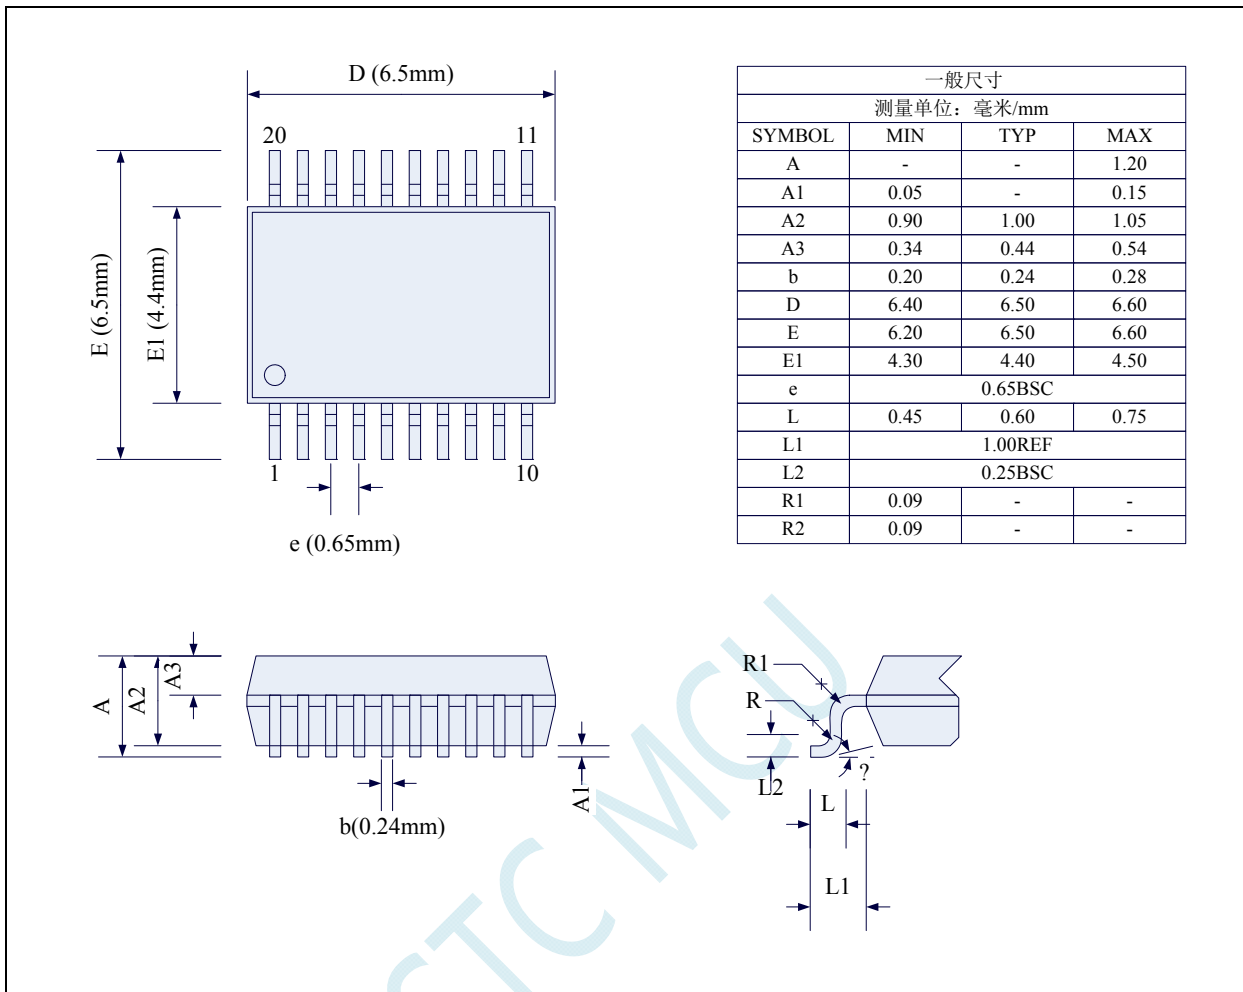 D (6.5mm)
20
11
E (6.5mm)
E1 (4.4mm)
1
10
e (0.65mm)
一般尺寸
测量单位：毫米/mm
SYMBOL MIN TYP MAX
A - - 1.20
A1 0.05 - 0.15
A2 0.90 1.00 1.05
A3 0.34 0.44 0.54
b 0.20 0.24 0.28
D 6.40 6.50 6.60
E 6.20 6.50 6.60
E1 4.30 4.40 4.50
e 0.65BSC
L 0.45 0.60 0.75
L1 1.00REF
L2 0.25BSC
R1 0.09 - -
R2 0.09 - -
A
A2
A3
A1
b(0.24mm)
R1
R
L2
L
?
L1
STC MCU